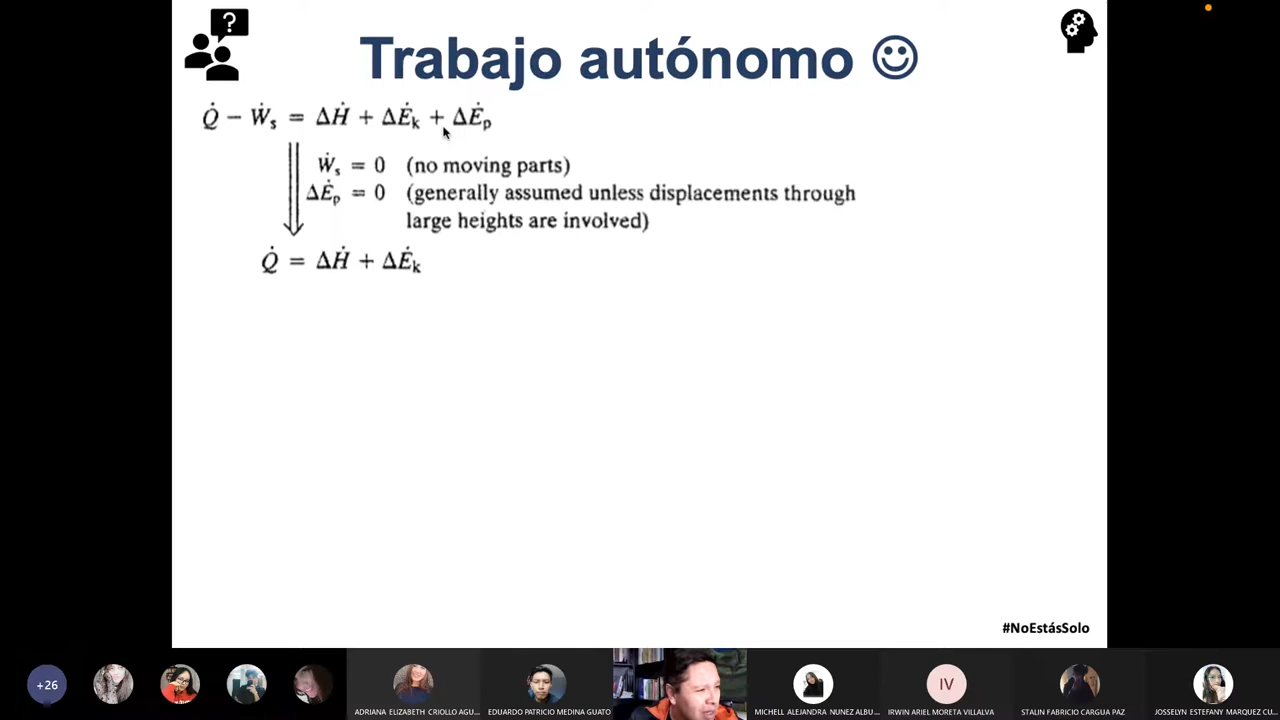 Trabajo autónomo ☺
Q̇ − Ẇs = ΔḢ + ΔĖk + ΔĖp
Ẇs = 0 (no moving parts)
ΔĖp = 0 (generally assumed unless displacements through
large heights are involved)
Q̇ = ΔḢ + ΔĖk
#NoEstásSolo
+26
ADRIANA ELIZABETH CRIOLLO AGU...
EDUARDO PATRICIO MEDINA GUATO
MICHELL ALEJANDRA NUNEZ ALBU...
IV
IRWIN ARIEL MORETA VILLALVA
STALIN FABRICIO CARGUA PAZ
JOSSELYN ESTEFANY MARQUEZ CU...